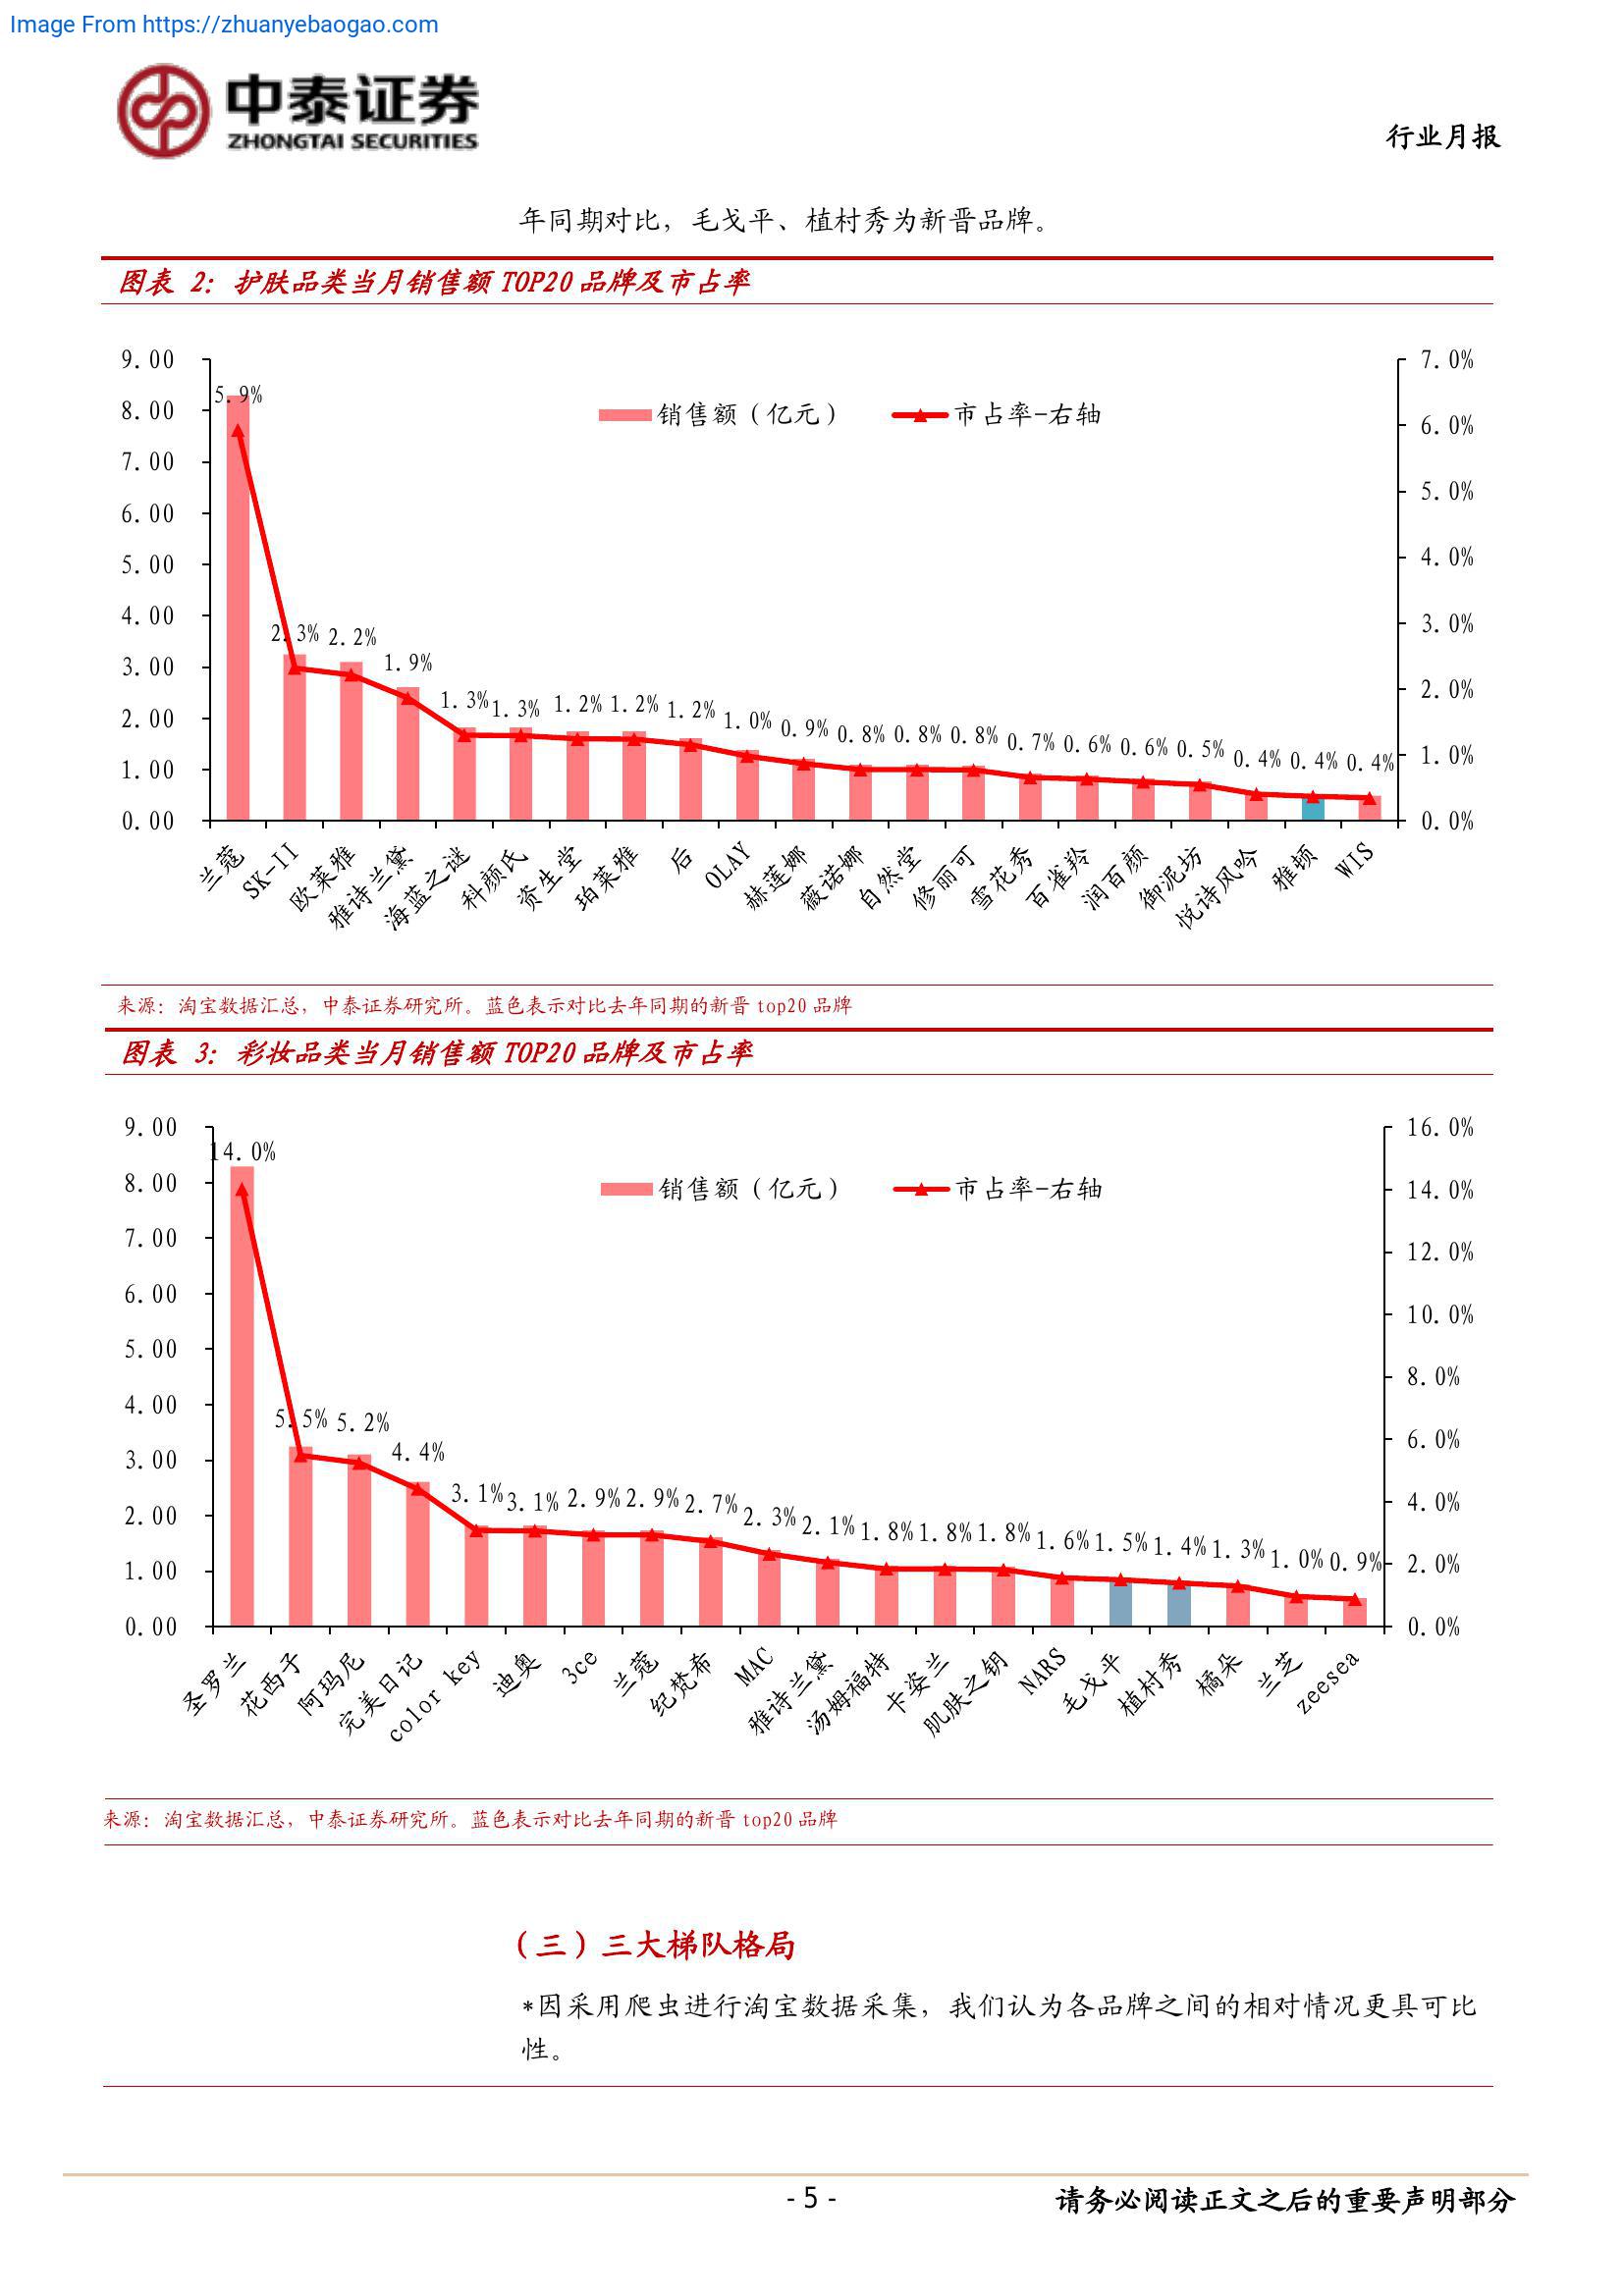 Image From https://zhuanyebaogao.com
中泰证券
ZHONGTAI SECURITIES
行业月报
年同期对比，毛戈平、植村秀为新晋品牌。
图表 2：护肤品类当月销售额 TOP20 品牌及市占率
9.00
8.00
7.00
6.00
5.00
4.00
3.00
2.00
1.00
0.00
7.0%
6.0%
5.0%
4.0%
3.0%
2.0%
1.0%
0.0%
销售额（亿元） 市占率-右轴
5.9% 2.3% 2.2% 1.9% 1.3% 1.3% 1.2% 1.2% 1.2% 1.0% 0.9% 0.8% 0.8% 0.8% 0.7% 0.6% 0.6% 0.5% 0.4% 0.4% 0.4%
兰蔻 SK-II 欧莱雅 雅诗兰黛 海蓝之谜 科颜氏 资生堂 珀莱雅 后 OLAY 赫莲娜 薇诺娜 自然堂 修丽可 雪花秀 百雀羚 润百颜 御泥坊 悦诗风吟 雅顿 WIS
来源：淘宝数据汇总，中泰证券研究所。蓝色表示对比去年同期的新晋 top20 品牌
图表 3：彩妆品类当月销售额 TOP20 品牌及市占率
9.00
8.00
7.00
6.00
5.00
4.00
3.00
2.00
1.00
0.00
16.0%
14.0%
12.0%
10.0%
8.0%
6.0%
4.0%
2.0%
0.0%
销售额（亿元） 市占率-右轴
14.0% 5.5% 5.2% 4.4% 3.1% 3.1% 2.9% 2.9% 2.7% 2.3% 2.1% 1.8% 1.8% 1.8% 1.6% 1.5% 1.4% 1.3% 1.0% 0.9%
圣罗兰 花西子 阿玛尼 完美日记 color key 迪奥 3ce 兰蔻 纪梵希 MAC 雅诗兰黛 汤姆福特 卡姿兰 肌肤之钥 NARS 毛戈平 植村秀 橘朵 兰芝 zeesea
来源：淘宝数据汇总，中泰证券研究所。蓝色表示对比去年同期的新晋 top20 品牌
（三）三大梯队格局
*因采用爬虫进行淘宝数据采集，我们认为各品牌之间的相对情况更具可比
性。
- 5 -
请务必阅读正文之后的重要声明部分